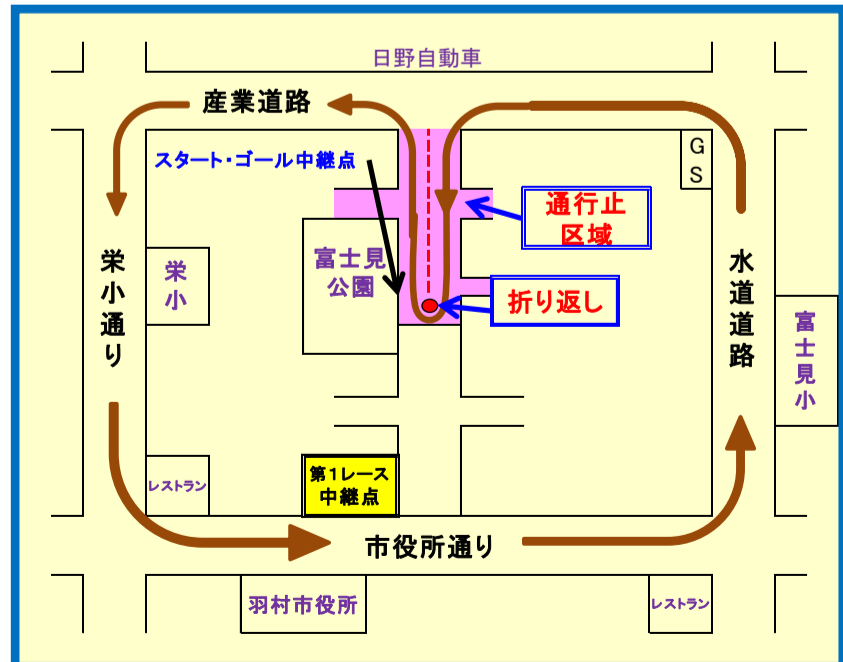 日野自動車
産業道路
スタート・ゴール中継点
G
S
通行止
区域
富士見
公園
栄小
折り返し
栄小通り
水道道路
富士見小
レストラン
第1レース
中継点
市役所通り
羽村市役所
レストラン